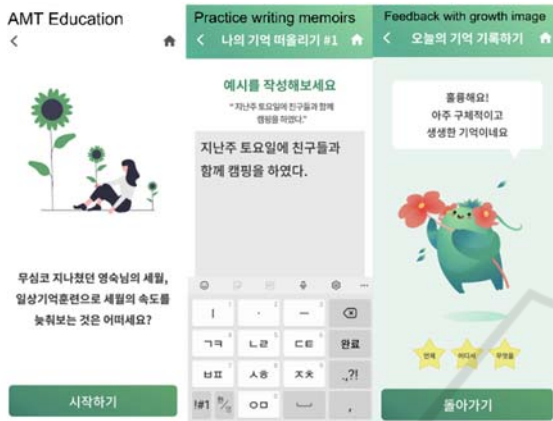 AMT Education
<
무심코 지나쳤던 영숙님의 세월,
일상기억훈련으로 세월의 속도를
늦춰보는 것은 어떠세요?
시작하기
Practice writing memoirs
< 나의 기억 떠올리기 #1
예시를 작성해보세요
"지난주 토요일에 친구들과 함께
캠핑을 하였다."
지난주 토요일에 친구들과
함께 캠핑을 하였다.
ㅣ · ㅡ
ㄱㅋ ㄴㄹ ㄷㅌ 완료
ㅂㅍ ㅅㅎ ㅈㅊ .,?!
!#1 한/영 ㅇㅁ ,
Feedback with growth image
< 오늘의 기억 기록하기
훌륭해요!
아주 구체적이고
생생한 기억이네요
언제 어디서 무엇을
돌아가기